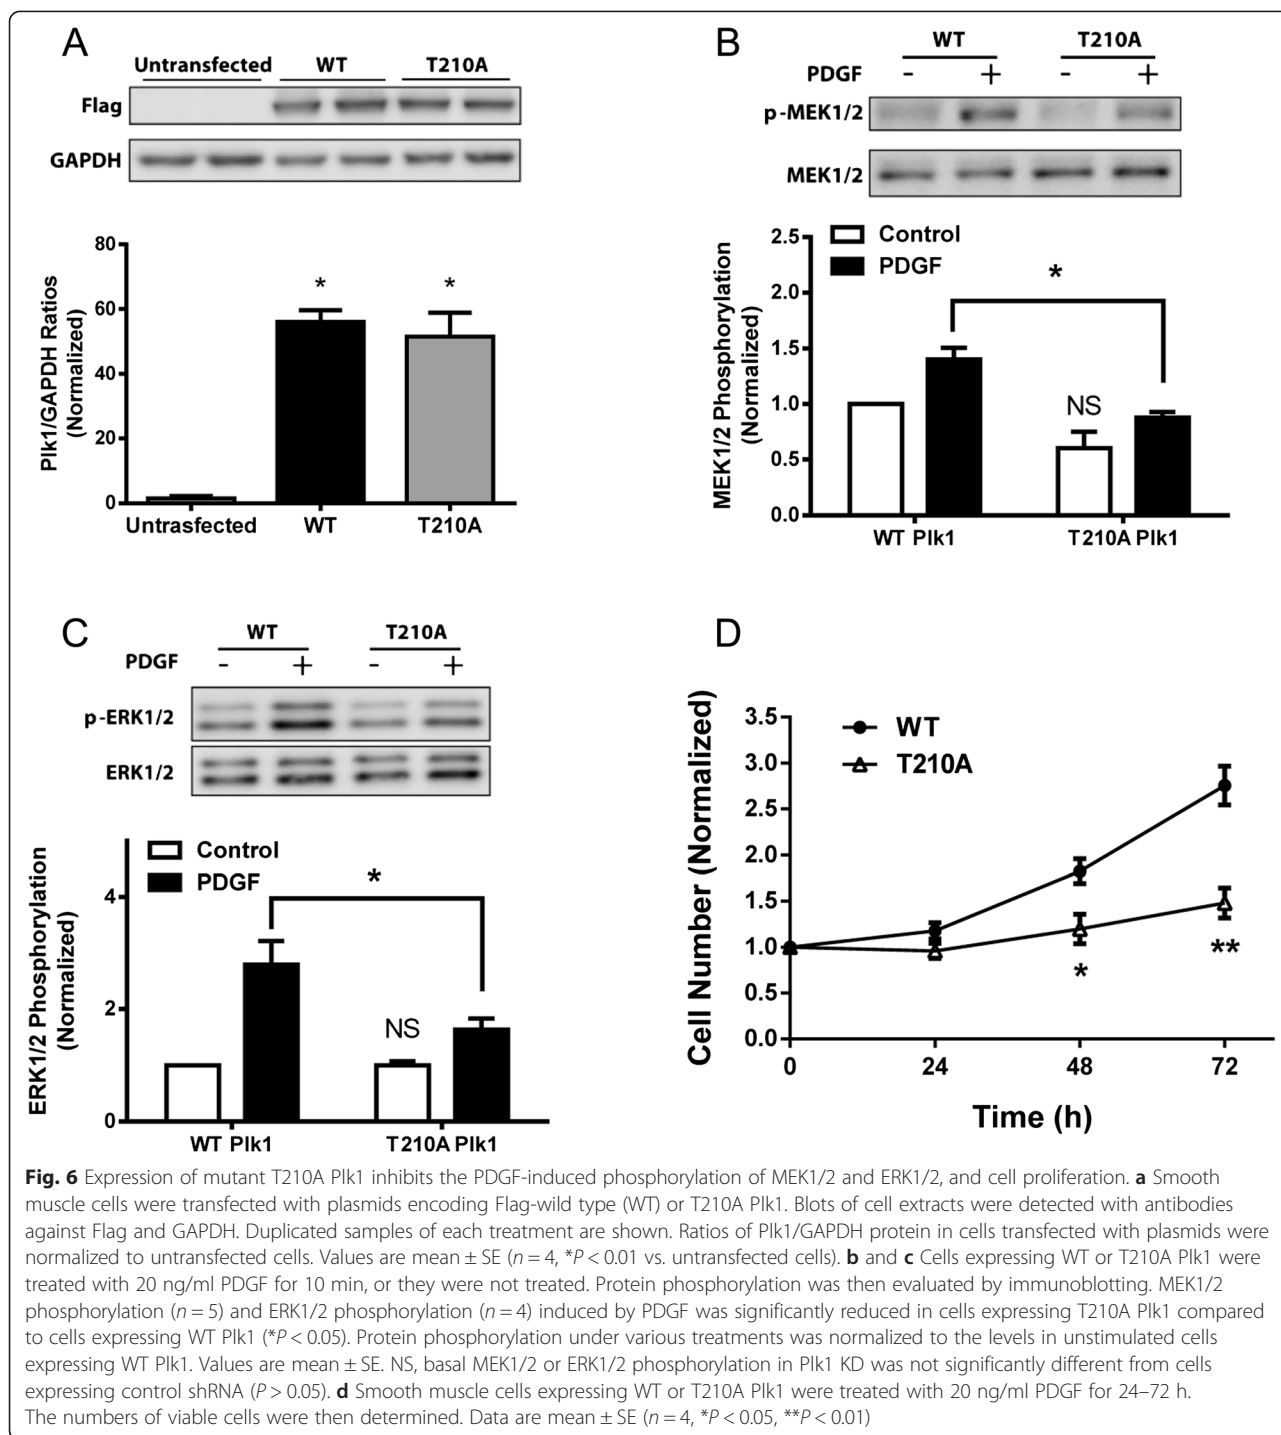 A
Untransfected WT T210A
Flag
GAPDH
Plk1/GAPDH Ratios
(Normalized)
80
60
40
20
0
* *
Untrasfected WT T210A
B
WT T210A
PDGF - + - +
p-MEK1/2
MEK1/2
MEK1/2 Phosphorylation
(Normalized)
2.5
2.0
1.5
1.0
0.5
0.0
Control
PDGF
*
NS
WT Plk1 T210A Plk1
C
WT T210A
PDGF - + - +
p-ERK1/2
ERK1/2
ERK1/2 Phosphorylation
(Normalized)
4
2
0
Control
PDGF
*
NS
WT Plk1 T210A Plk1
D
Cell Number (Normalized)
3.5
3.0
2.5
2.0
1.5
1.0
0.5
0.0
WT
T210A
*
**
0 24 48 72
Time (h)
Fig. 6 Expression of mutant T210A Plk1 inhibits the PDGF-induced phosphorylation of MEK1/2 and ERK1/2, and cell proliferation. a Smooth
muscle cells were transfected with plasmids encoding Flag-wild type (WT) or T210A Plk1. Blots of cell extracts were detected with antibodies
against Flag and GAPDH. Duplicated samples of each treatment are shown. Ratios of Plk1/GAPDH protein in cells transfected with plasmids were
normalized to untransfected cells. Values are mean ± SE (n = 4, *P < 0.01 vs. untransfected cells). b and c Cells expressing WT or T210A Plk1 were
treated with 20 ng/ml PDGF for 10 min, or they were not treated. Protein phosphorylation was then evaluated by immunoblotting. MEK1/2
phosphorylation (n = 5) and ERK1/2 phosphorylation (n = 4) induced by PDGF was significantly reduced in cells expressing T210A Plk1 compared
to cells expressing WT Plk1 (*P < 0.05). Protein phosphorylation under various treatments was normalized to the levels in unstimulated cells
expressing WT Plk1. Values are mean ± SE. NS, basal MEK1/2 or ERK1/2 phosphorylation in Plk1 KD was not significantly different from cells
expressing control shRNA (P > 0.05). d Smooth muscle cells expressing WT or T210A Plk1 were treated with 20 ng/ml PDGF for 24–72 h.
The numbers of viable cells were then determined. Data are mean ± SE (n = 4, *P < 0.05, **P < 0.01)